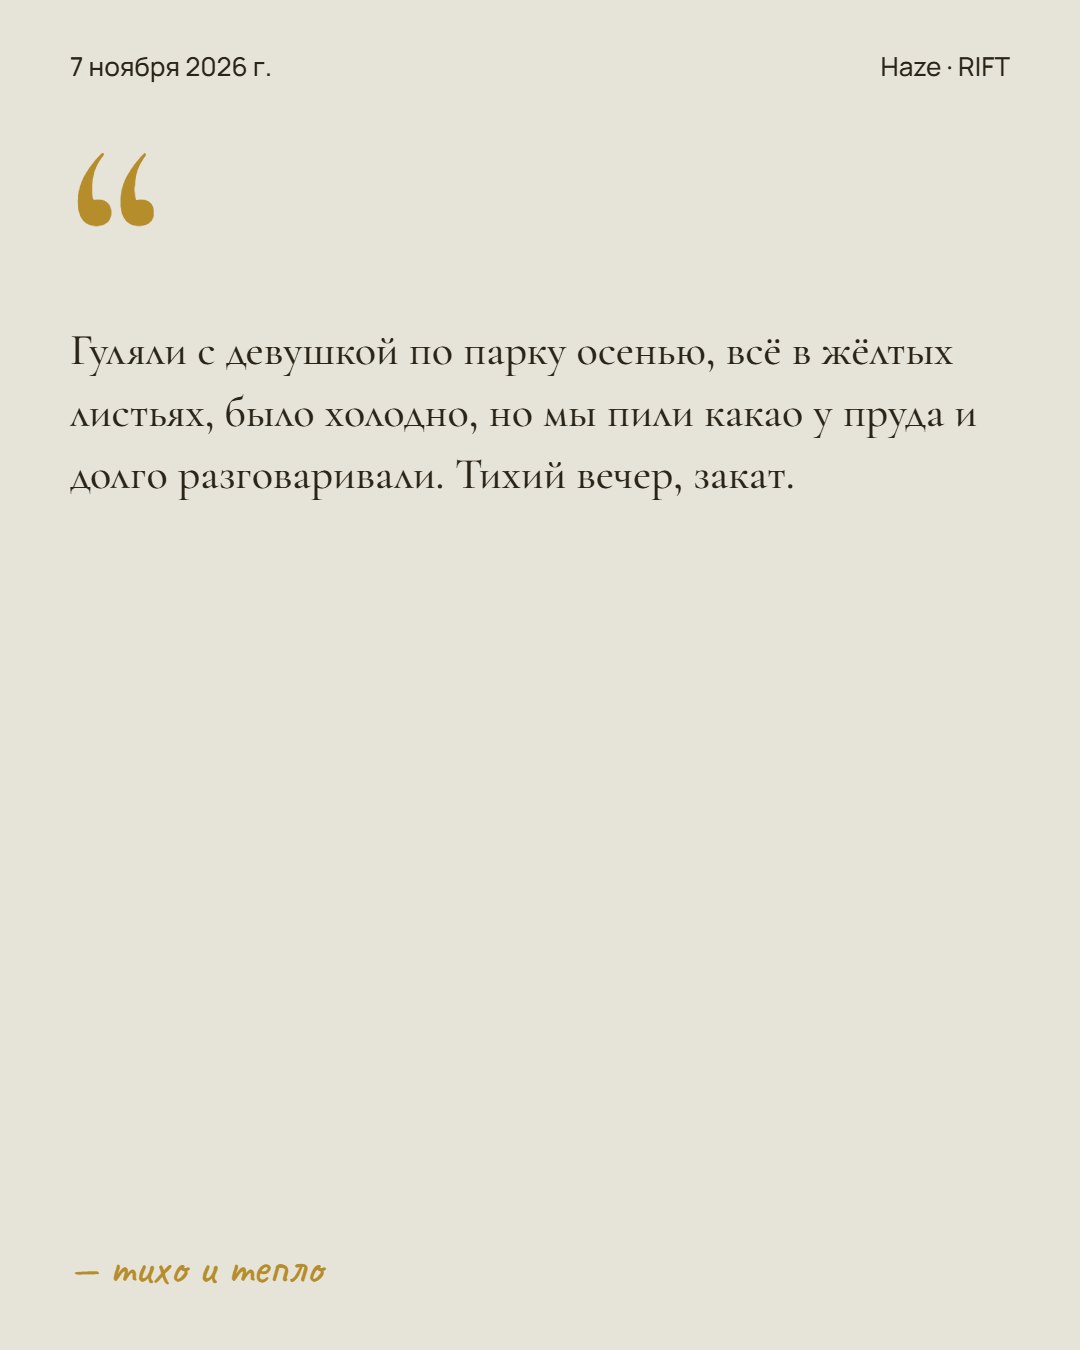 7 ноября 2026 г.
Haze · RIFT
“
Гуляли с девушкой по парку осенью, всё в жёлтых
листьях, было холодно, но мы пили какао у пруда и
долго разговаривали. Тихий вечер, закат.
— тихо и тепло